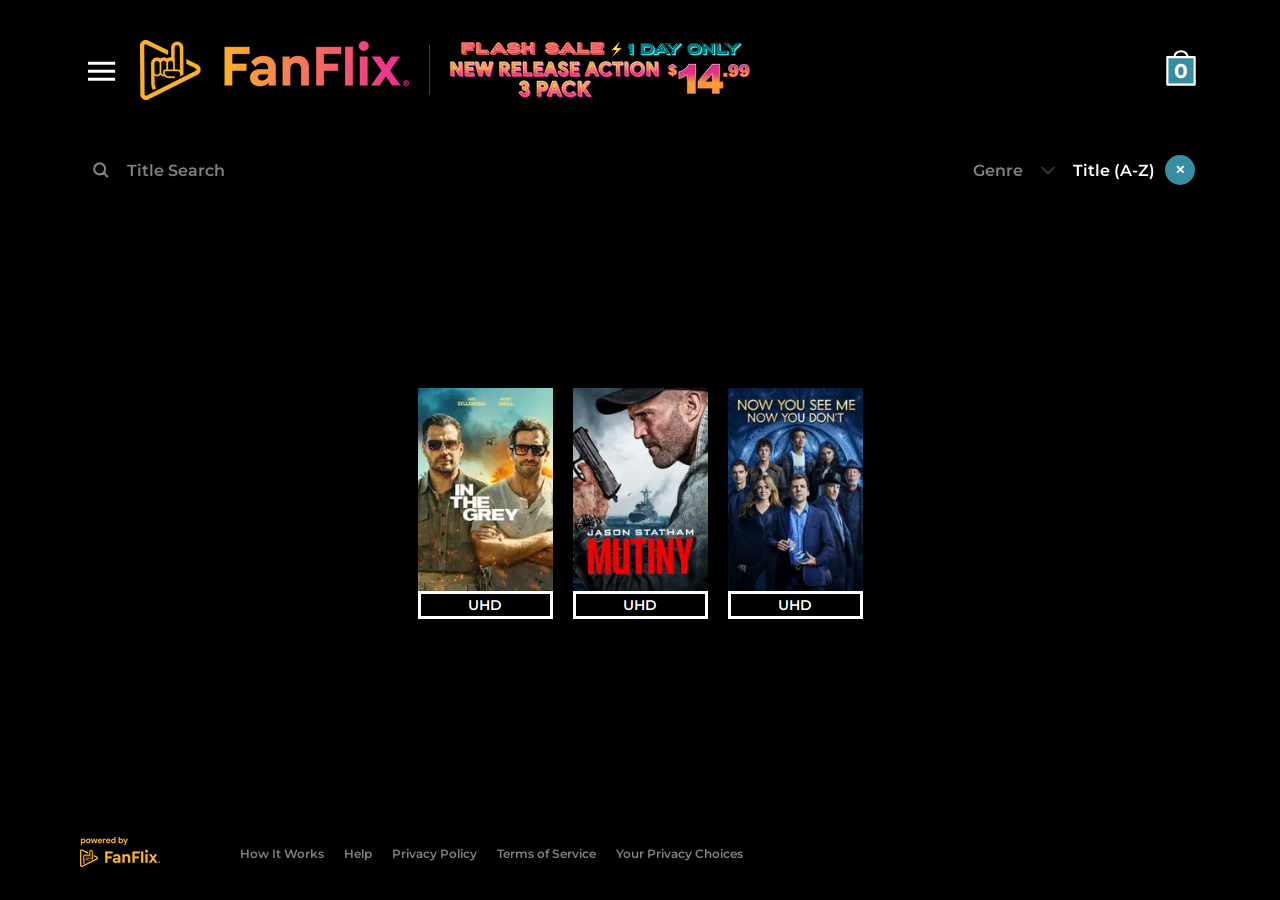 FanFlix®
FLASH SALE ⚡ 1 DAY ONLY
NEW RELEASE ACTION
3 PACK
$14.99
0
Title Search
Genre
Title (A-Z)
×
IN
THE
GREY
JASON STATHAM
MUTINY
NOW YOU SEE ME
NOW YOU DON'T
UHD
UHD
UHD
powered by
FanFlix
How It Works
Help
Privacy Policy
Terms of Service
Your Privacy Choices